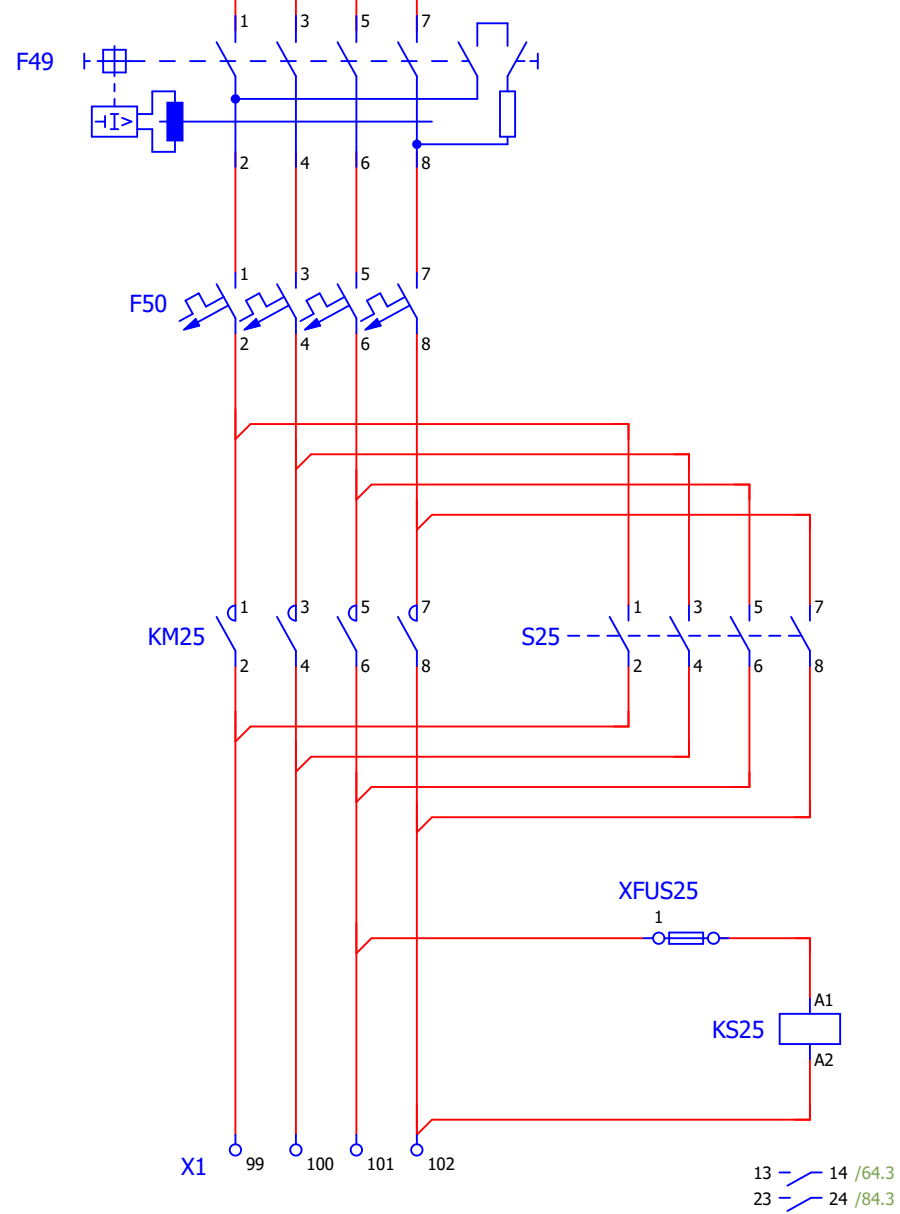 1 3 5 7
F49
I>
2 4 6 8
1 3 5 7
F50
2 4 6 8
1 3 5 7 1 3 5 7
KM25 S25
2 4 6 8 2 4 6 8
XFUS25
1
A1
KS25
A2
X1 99 100 101 102
13 14 /64.3
23 24 /84.3